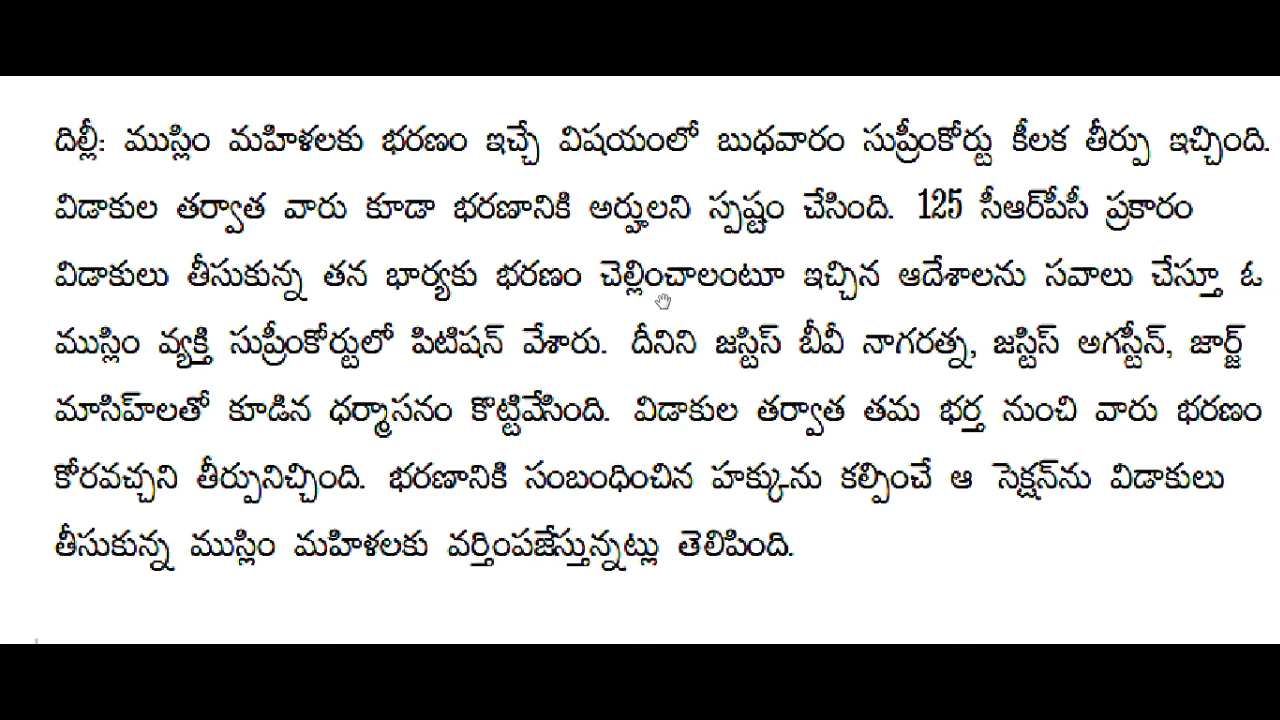 దిల్లీ: ముస్లిం మహిళలకు భరణం ఇచ్చే విషయంలో బుధవారం సుప్రీంకోర్టు కీలక తీర్పు ఇచ్చింది.
విడాకుల తర్వాత వారు కూడా భరణానికి అర్హులని స్పష్టం చేసింది. 125 సీఆర్‌పీసీ ప్రకారం
విడాకులు తీసుకున్న తన భార్యకు భరణం చెల్లించాలంటూ ఇచ్చిన ఆదేశాలను సవాలు చేస్తూ ఓ
ముస్లిం వ్యక్తి సుప్రీంకోర్టులో పిటిషన్ వేశారు. దీనిని జస్టిస్ బీవీ నాగరత్న, జస్టిస్ అగస్టీన్, జార్జ్
మాసిహ్‌లతో కూడిన ధర్మాసనం కొట్టివేసింది. విడాకుల తర్వాత తమ భర్త నుంచి వారు భరణం
కోరవచ్చని తీర్పునిచ్చింది. భరణానికి సంబంధించిన హక్కును కల్పించే ఆ సెక్షన్‌ను విడాకులు
తీసుకున్న ముస్లిం మహిళలకు వర్తింపజేస్తున్నట్లు తెలిపింది.